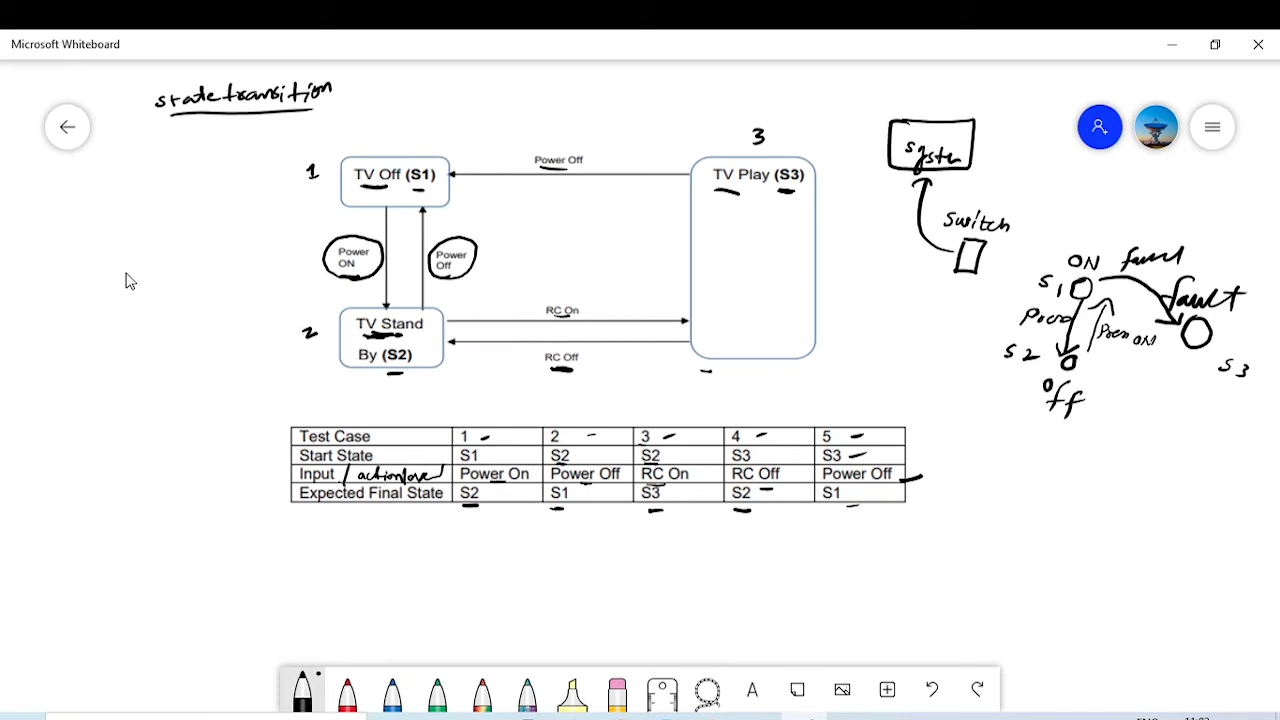 Microsoft Whiteboard
state transition
3
system
1
TV Off (S1)
Power Off
TV Play (S3)
switch
Power
ON
Power
Off
ON
fault
S1
fault
Press
Press ON
2
TV Stand
By (S2)
RC On
RC Off
S2
S3
Off
Test Case 1 2 3 4 5
Start State S1 S2 S2 S3 S3
Input / Power On Power Off RC On RC Off Power Off
Expected Final State S2 S1 S3 S2 S1
A